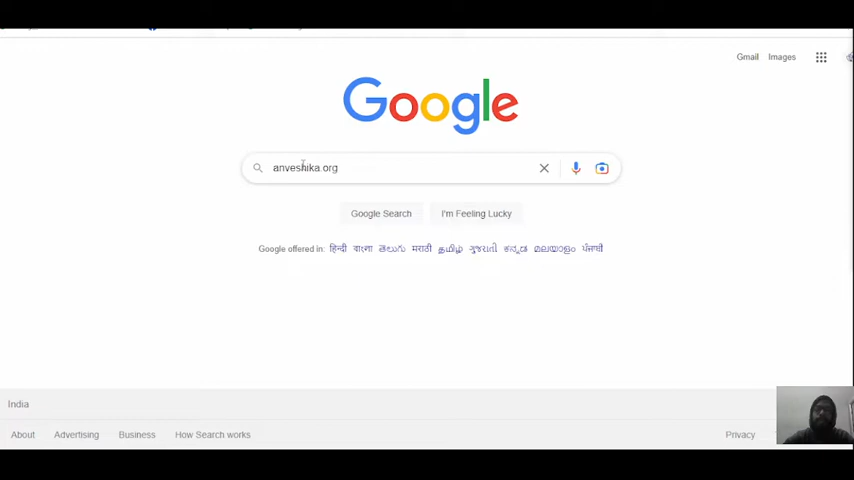 Gmail Images
Google
anveshika.org
Google Search I'm Feeling Lucky
Google offered in: हिन्दी বাংলা తెలుగు मराठी தமிழ் ગુજરાતી ಕನ್ನಡ മലയാളം ਪੰਜਾਬੀ
India
About Advertising Business How Search works Privacy